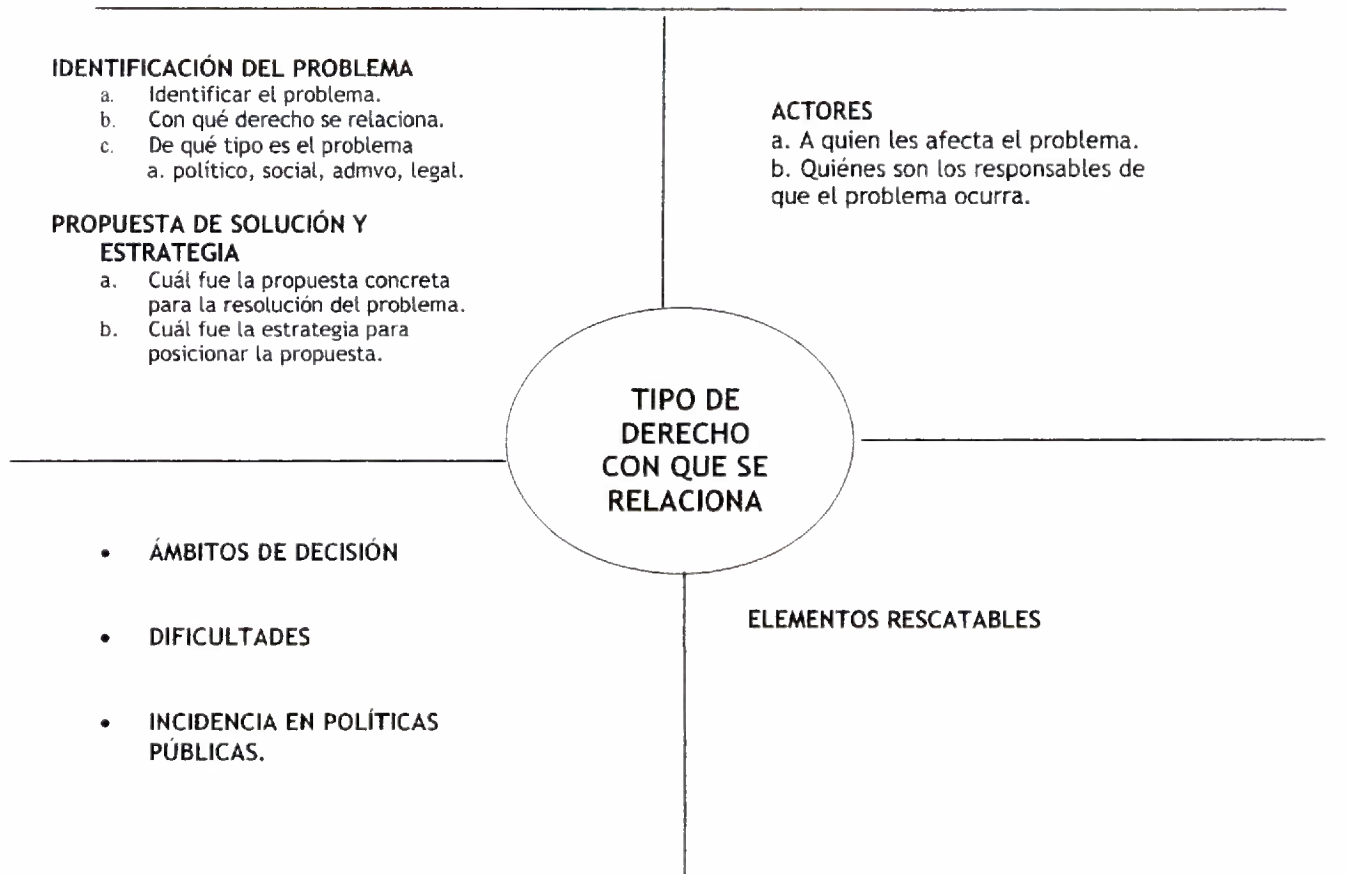 IDENTIFICACIÓN DEL PROBLEMA
a. Identificar el problema.
b. Con qué derecho se relaciona.
c. De qué tipo es el problema
a. político, social, admvo, legal.
PROPUESTA DE SOLUCIÓN Y
ESTRATEGIA
a. Cuál fue la propuesta concreta
para la resolución del problema.
b. Cuál fue la estrategia para
posicionar la propuesta.
ACTORES
a. A quien les afecta el problema.
b. Quiénes son los responsables de
que el problema ocurra.
TIPO DE
DERECHO
CON QUE SE
RELACIONA
• ÁMBITOS DE DECISIÓN
• DIFICULTADES
• INCIDENCIA EN POLÍTICAS
PÚBLICAS.
ELEMENTOS RESCATABLES